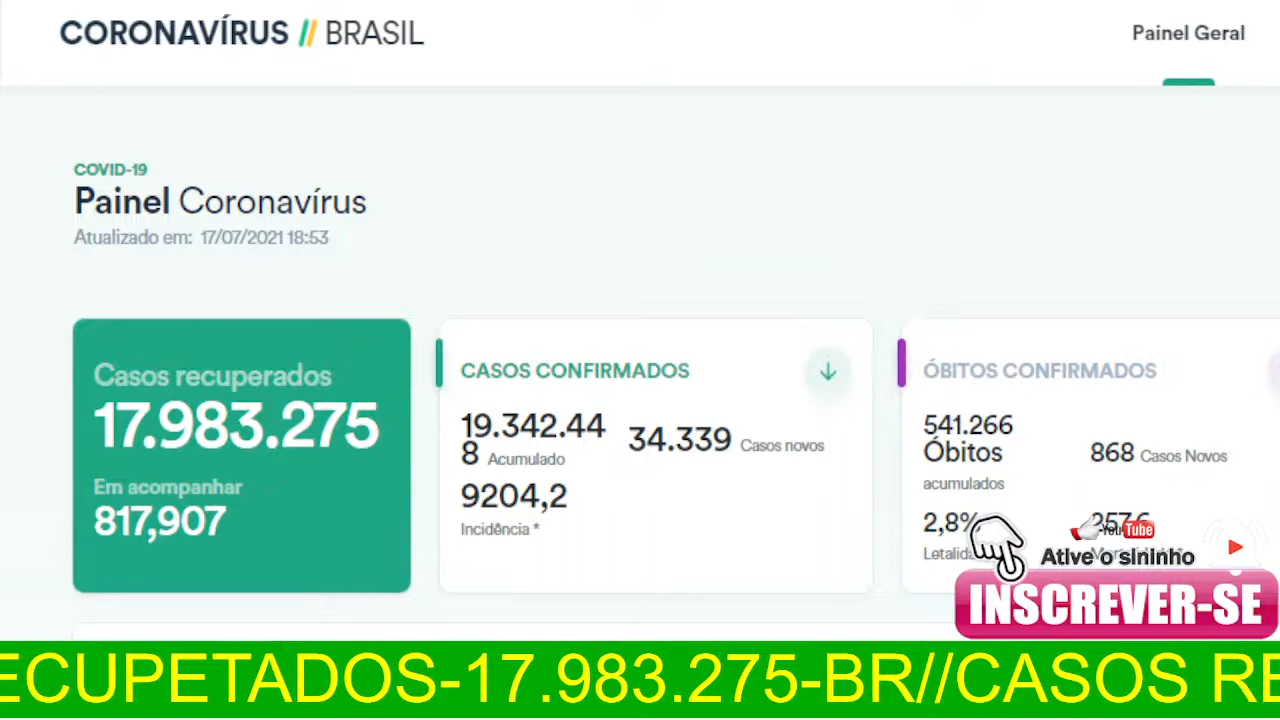 CORONAVÍRUS // BRASIL
Painel Geral
COVID-19
Painel Coronavírus
Atualizado em: 17/07/2021 18:53
Casos recuperados
17.983.275
Em acompanhar
817,907
CASOS CONFIRMADOS
19.342.44
8 Acumulado
34.339 Casos novos
9204,2
Incidência *
ÓBITOS CONFIRMADOS
541.266
Óbitos
acumulados
868 Casos Novos
2,8%
257,6
YouTube
Ative o sininho
INSCREVER-SE
ECUPETADOS-17.983.275-BR//CASOS RE